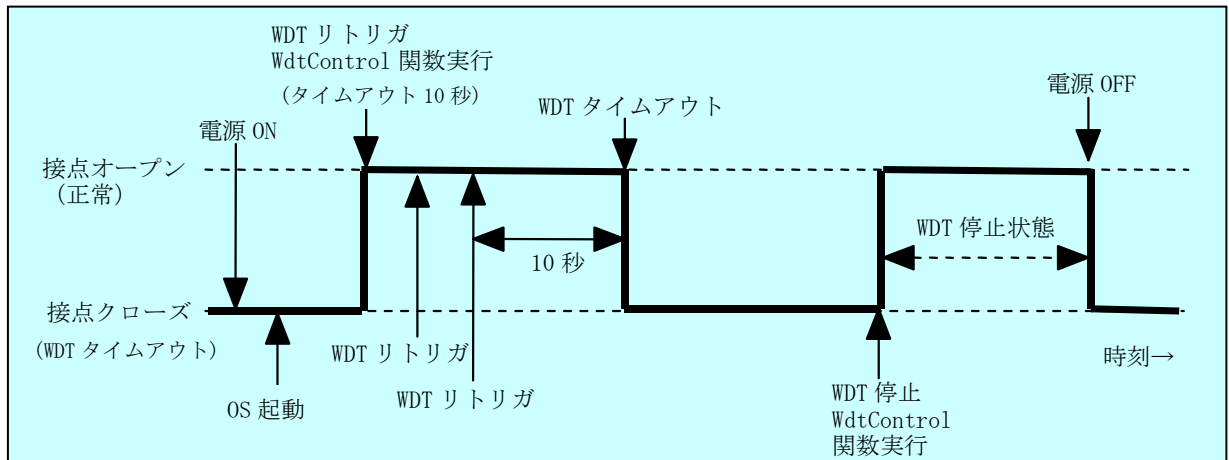 WDT リトリガ
WdtControl 関数実行
(タイムアウト 10 秒)
電源 ON
WDT タイムアウト
電源 OFF
接点オープン
(正常)
WDT 停止状態
10 秒
接点クローズ
(WDT タイムアウト)
WDT リトリガ
時刻→
OS 起動
WDT リトリガ
WDT 停止
WdtControl
関数実行